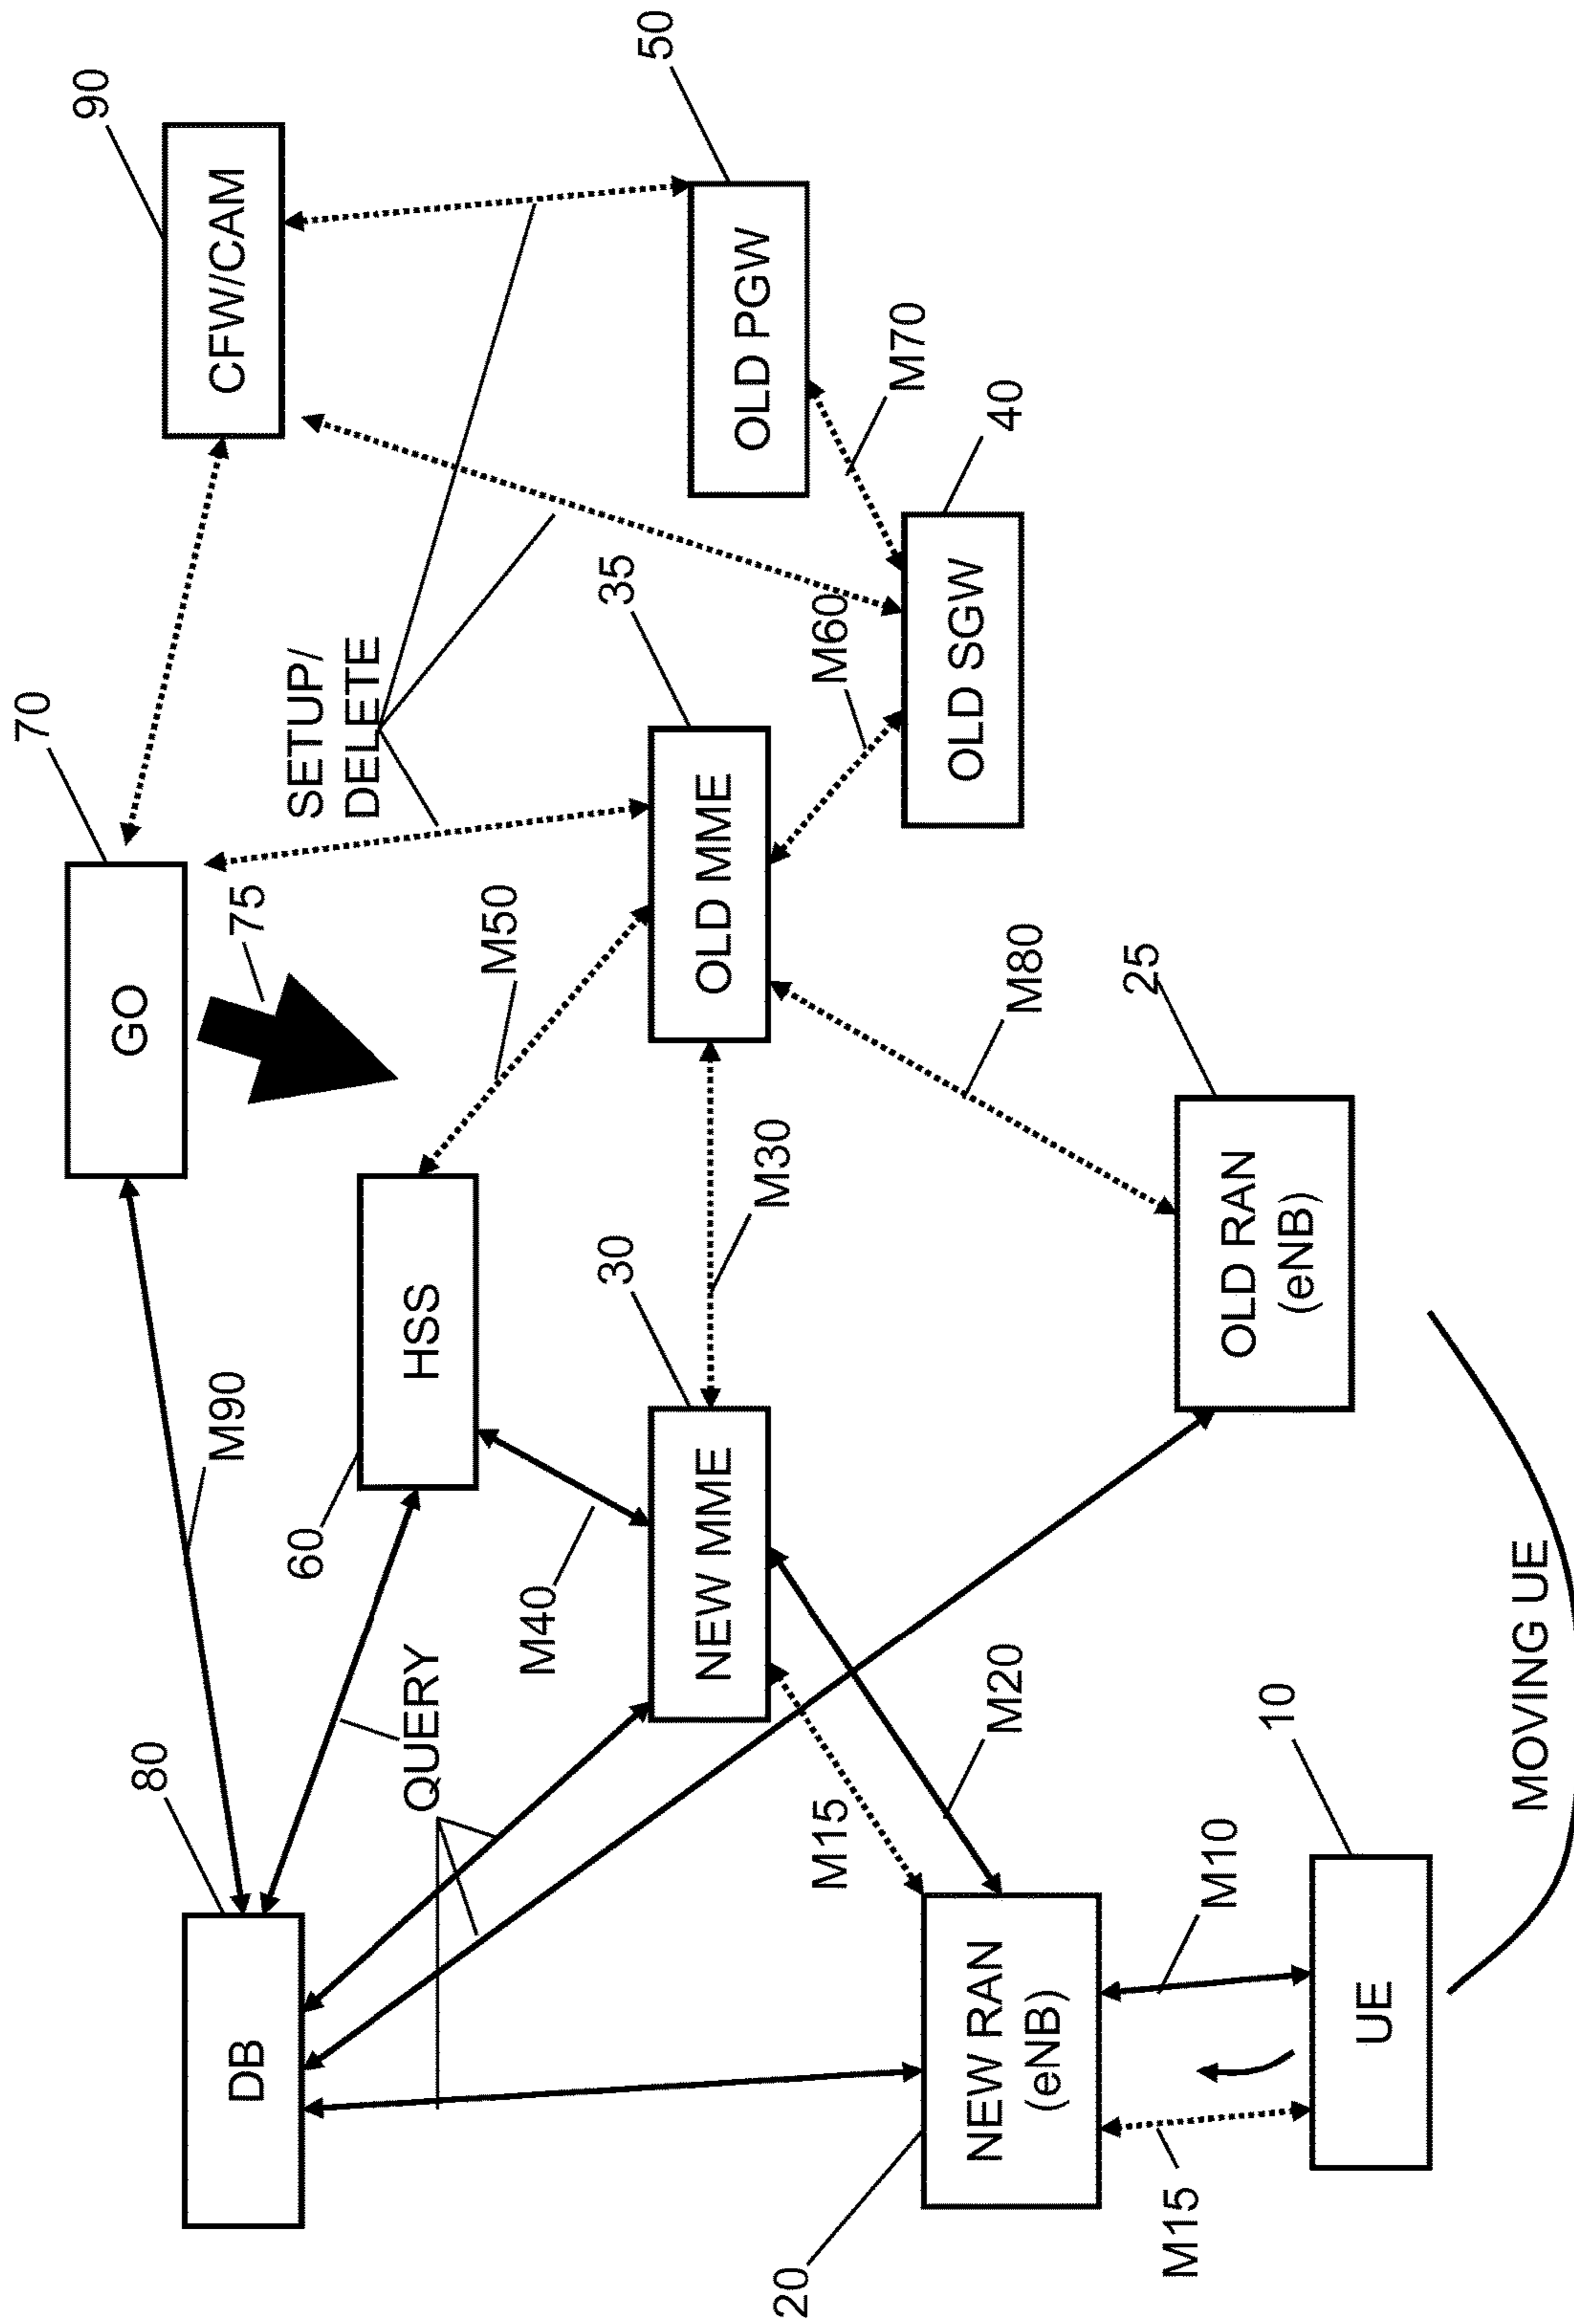 70
90
GO
CFW/CAM
80
M90
75
SETUP/
DELETE
DB
60
HSS
M50
50
QUERY
M40
30
M30
35
OLD PGW
NEW MME
OLD MME
M70
M15
M60
40
M20
M80
OLD SGW
20
NEW RAN
(eNB)
25
M15
M10
10
OLD RAN
(eNB)
UE
MOVING UE